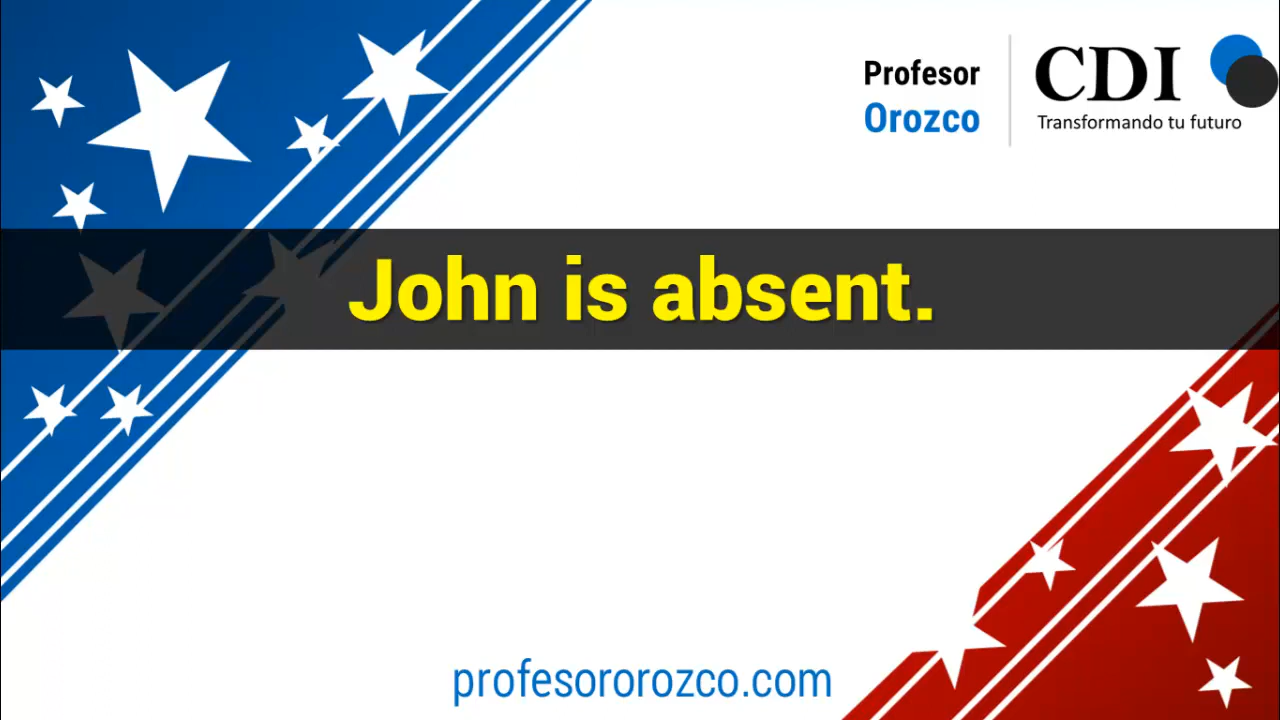 Profesor
Orozco
CDI
Transformando tu futuro
John is absent.
profesororozco.com